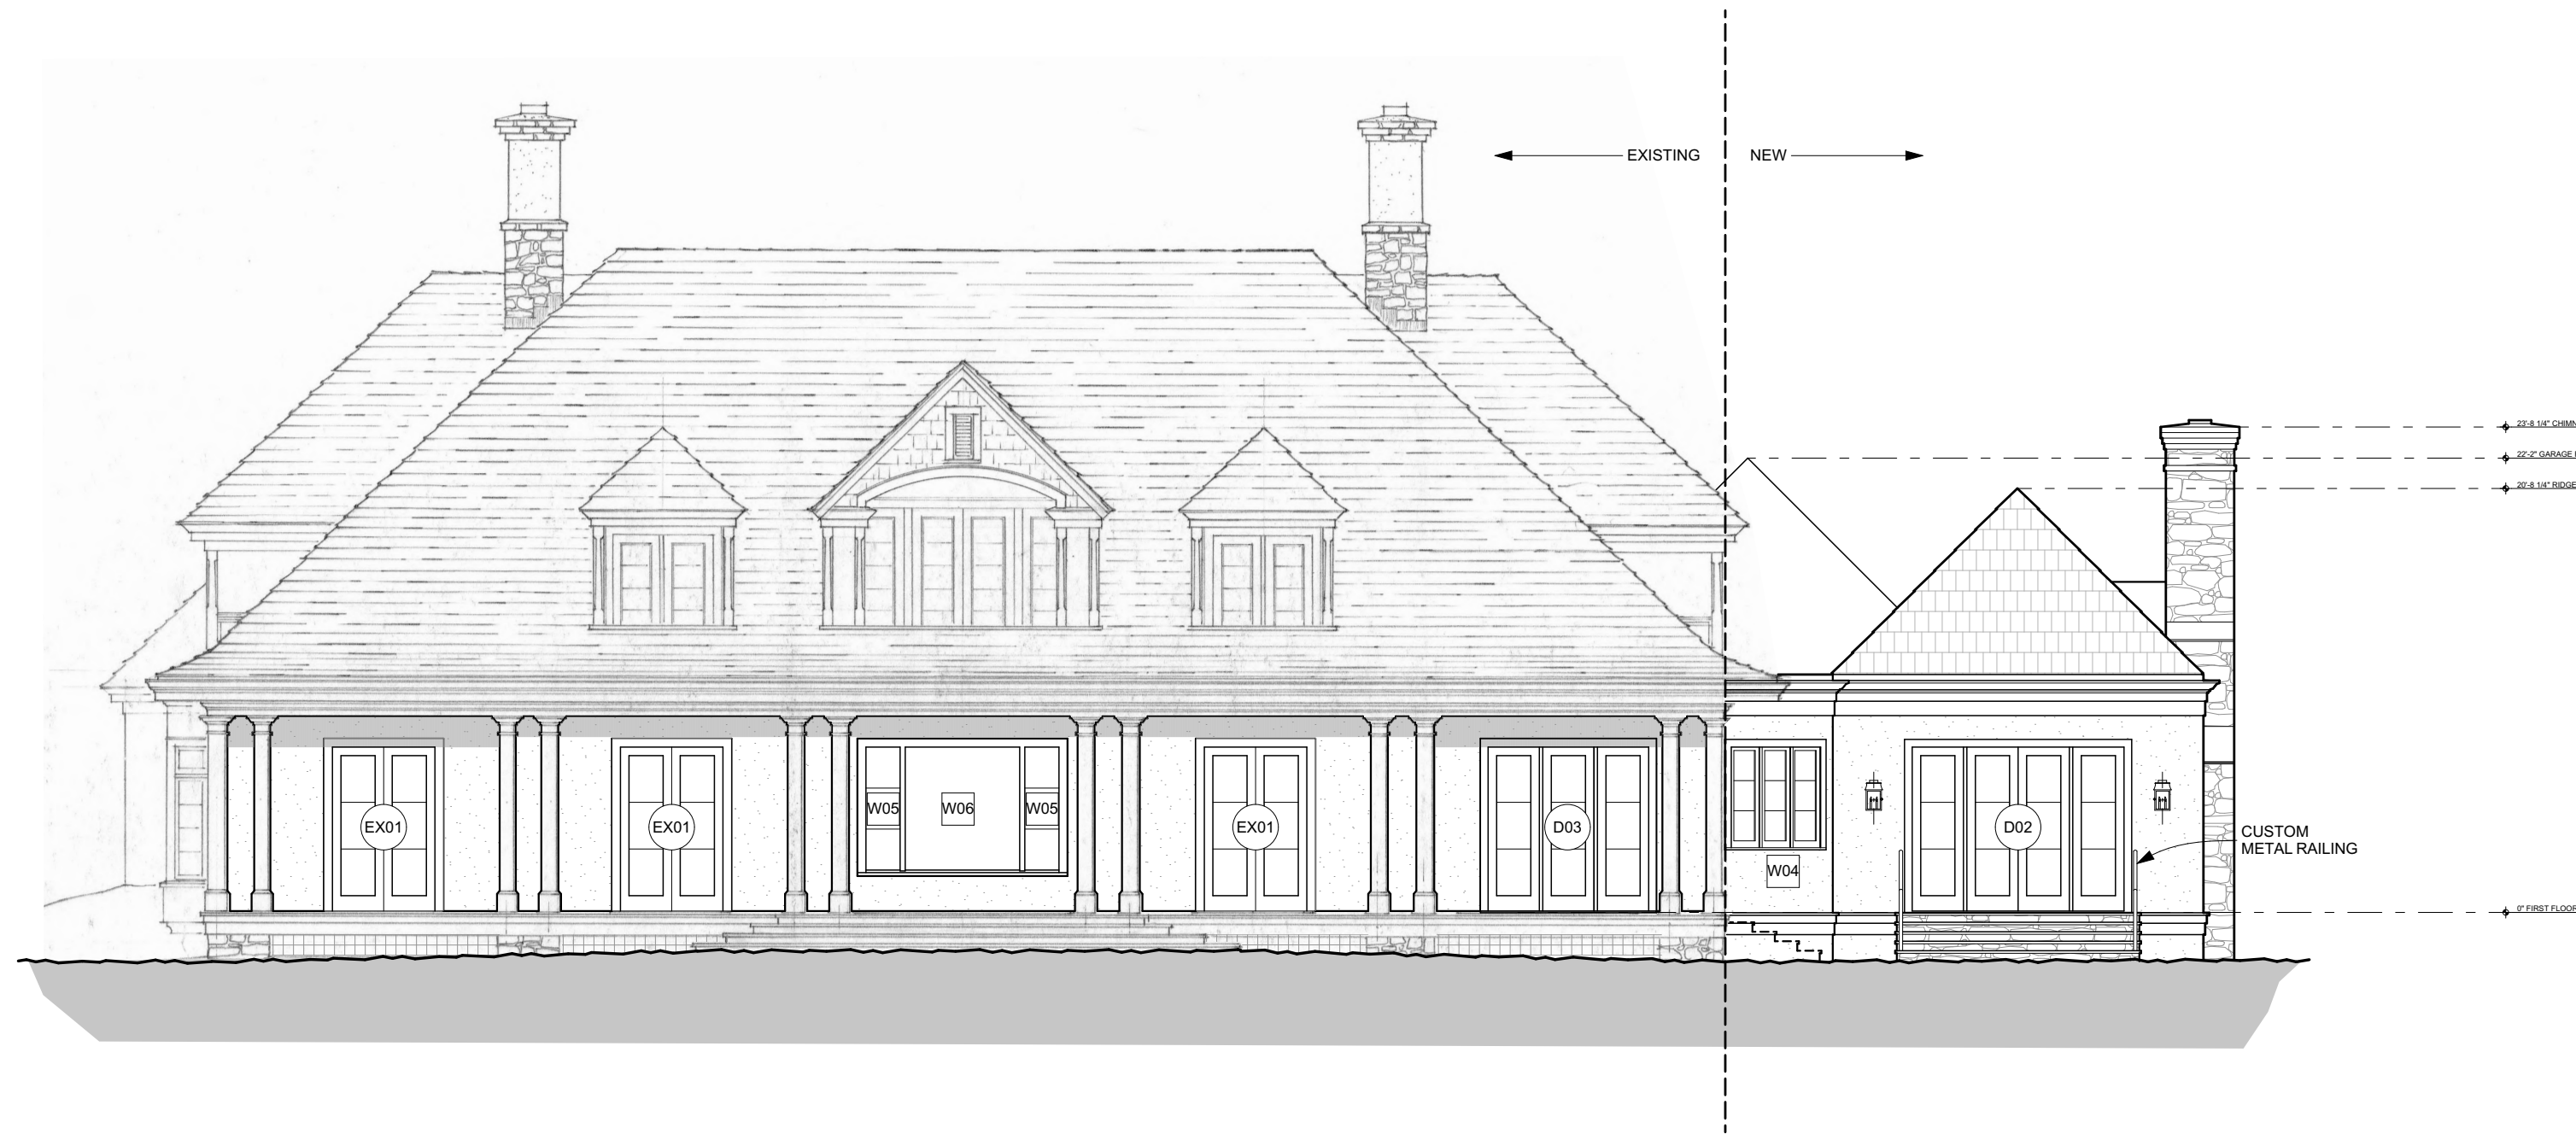 EXISTING
NEW
23'-8 1/4"
22'-2" GARAGE
20'-8 1/4" RIDGE
EX01
EX01
W05
W06
W05
EX01
D03
W04
D02
CUSTOM
METAL RAILING
0" FIRST FLOOR